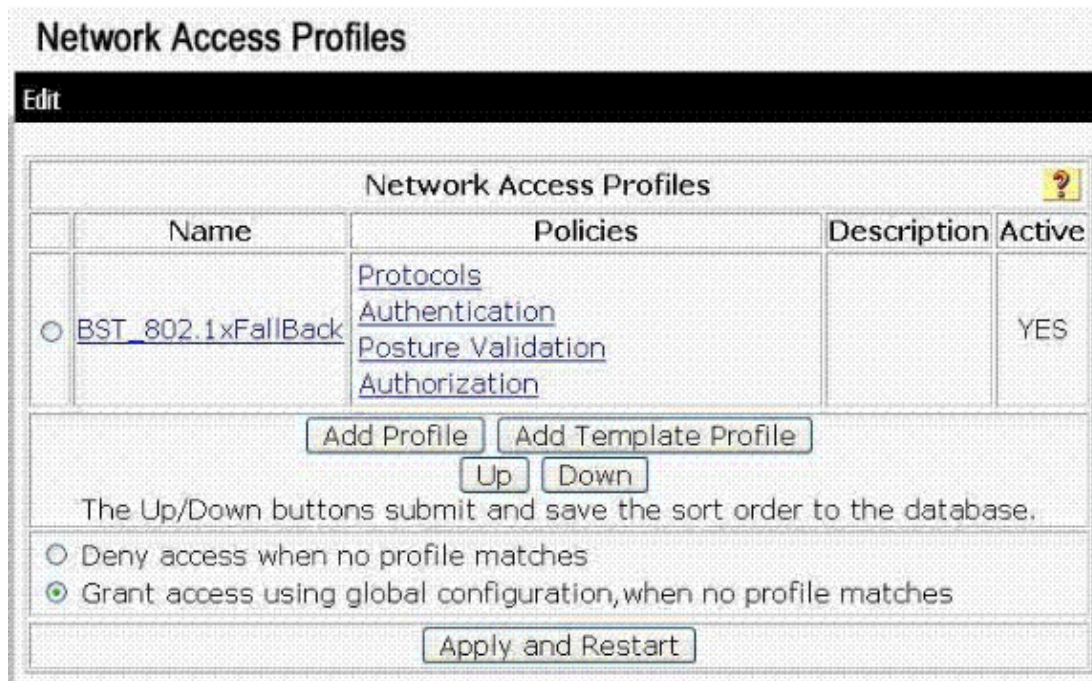 Network Access Profiles
Edit
Network Access Profiles ?
Name Policies Description Active
BST_802.1xFallBack
Protocols
Authentication
Posture Validation
Authorization
YES
Add Profile Add Template Profile
Up Down
The Up/Down buttons submit and save the sort order to the database.
Deny access when no profile matches
Grant access using global configuration,when no profile matches
Apply and Restart